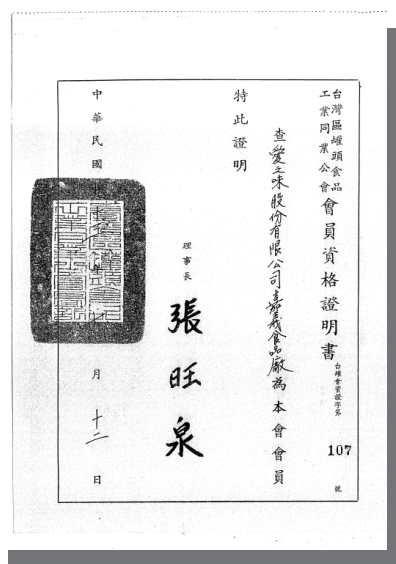 台灣區罐頭食品
工業同業公會
會員資格證明書
台罐會資證字第
107
號
查愛之味股份有限公司嘉義食品廠為本會會員
特此證明
理事長
張旺泉
中華民國
月十二日